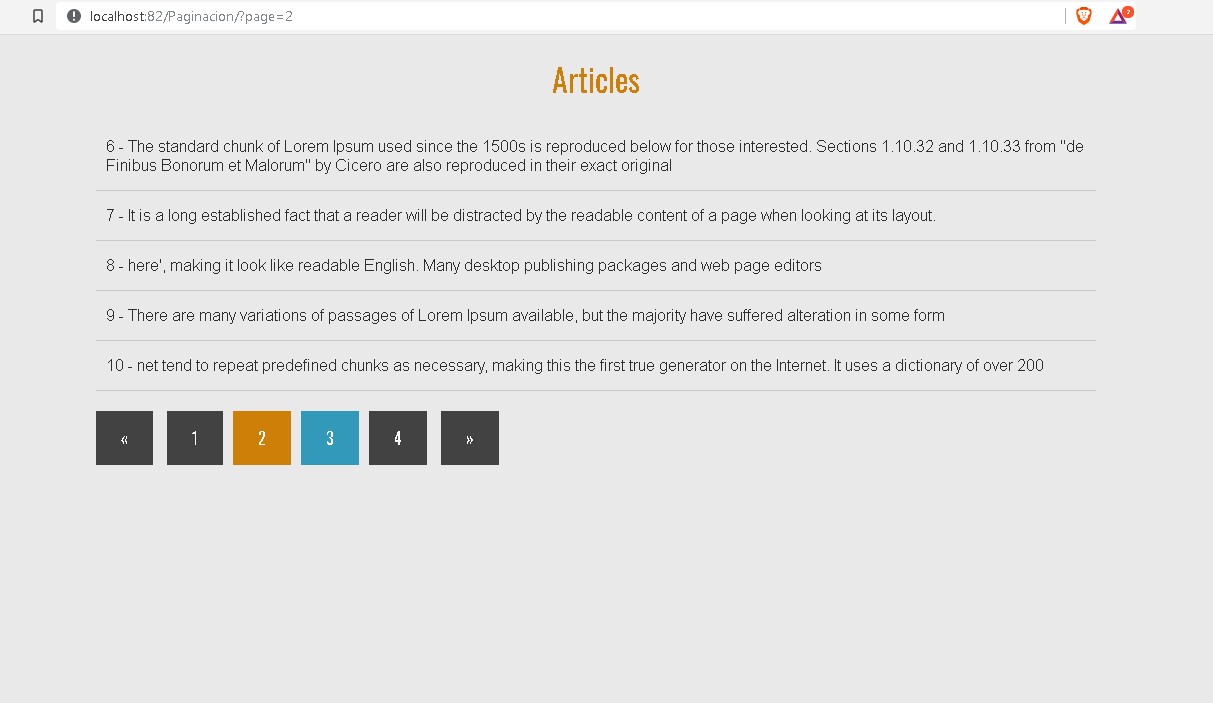 localhost:82/Paginacion/?page=2
2
Articles
6 - The standard chunk of Lorem Ipsum used since the 1500s is reproduced below for those interested. Sections 1.10.32 and 1.10.33 from "de
Finibus Bonorum et Malorum" by Cicero are also reproduced in their exact original
7 - It is a long established fact that a reader will be distracted by the readable content of a page when looking at its layout.
8 - here', making it look like readable English. Many desktop publishing packages and web page editors
9 - There are many variations of passages of Lorem Ipsum available, but the majority have suffered alteration in some form
10 - net tend to repeat predefined chunks as necessary, making this the first true generator on the Internet. It uses a dictionary of over 200
« 1 2 3 4 »